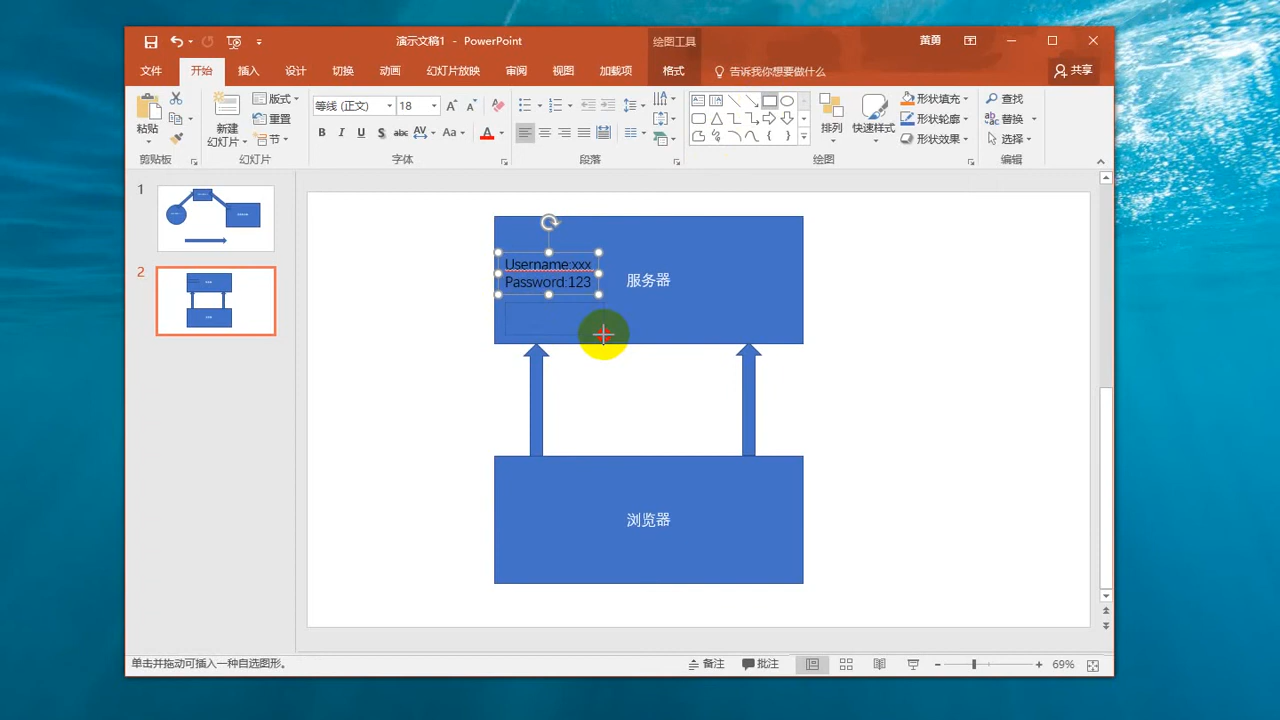 演示文稿1 - PowerPoint
绘图工具
黄勇
文件 开始 插入 设计 切换 动画 幻灯片放映 审阅 视图 加载项 格式 告诉我你想要做什么 共享
粘贴
新建
幻灯片
版式
重置
节
等线 (正文) 18
B I U S abc AV Aa A
排列
快速样式
形状填充
形状轮廓
形状效果
查找
替换
选择
剪贴板 幻灯片 字体 段落 绘图 编辑
1
2
Username:xxx
Password:123
服务器
浏览器
单击并拖动可插入一种自选图形。
备注 批注 69%